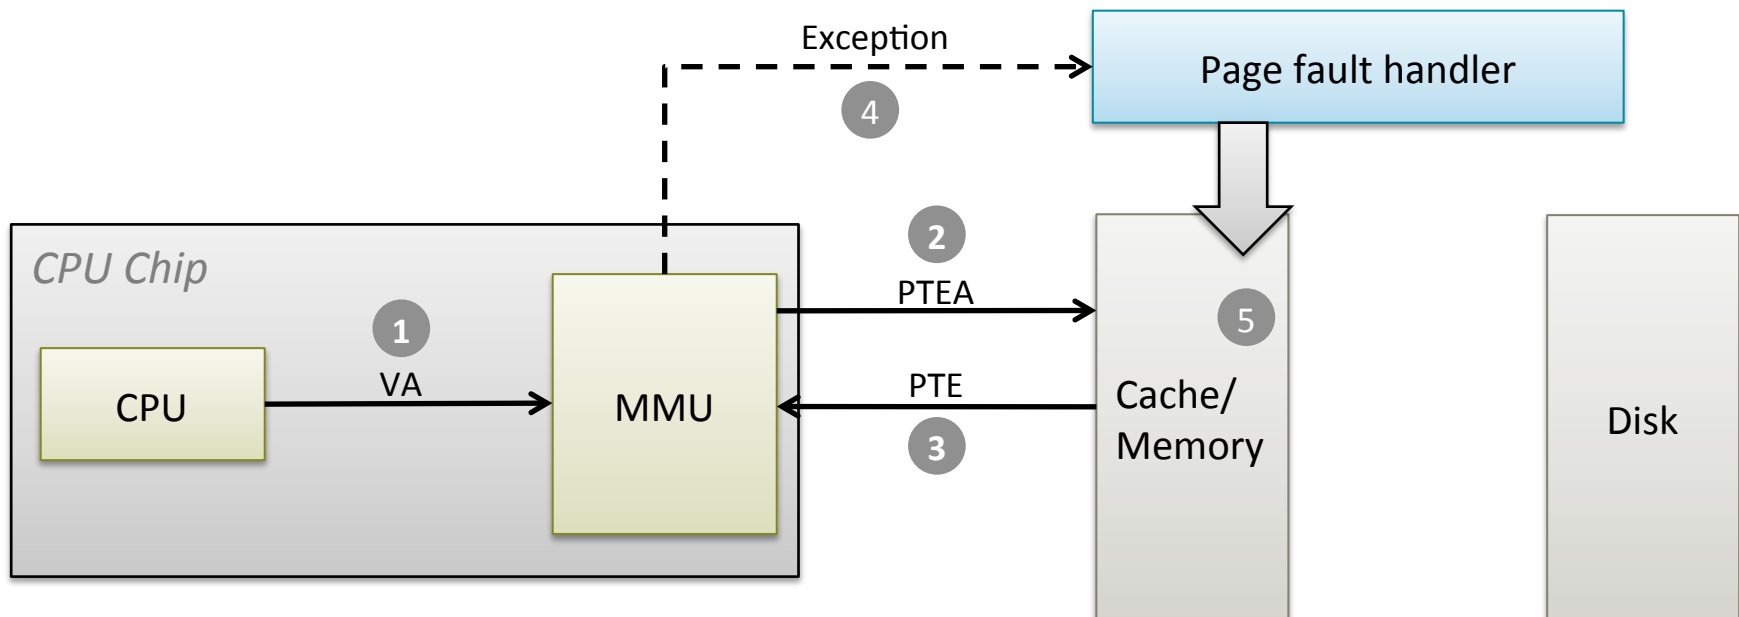 Exception
Page fault handler
4
2
CPU Chip
PTEA
1
5
VA
PTE
CPU
MMU
Cache/
Memory
Disk
3